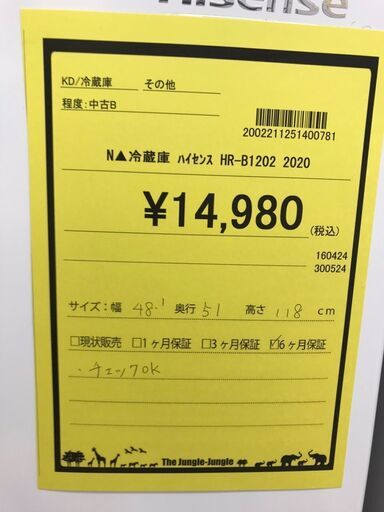 Hisense
KD/冷蔵庫 その他
程度:中古B
2002211251400781
N▲冷蔵庫 ハイセンス HR-B1202 2020
¥14,980 (税込)
160424
300524
サイズ:幅 48.1 奥行 51 高さ 118 cm
□現状販売 □1ヶ月保証 □3ヶ月保証 ☑6ヶ月保証
・チェックOK
The Jungle-Jungle